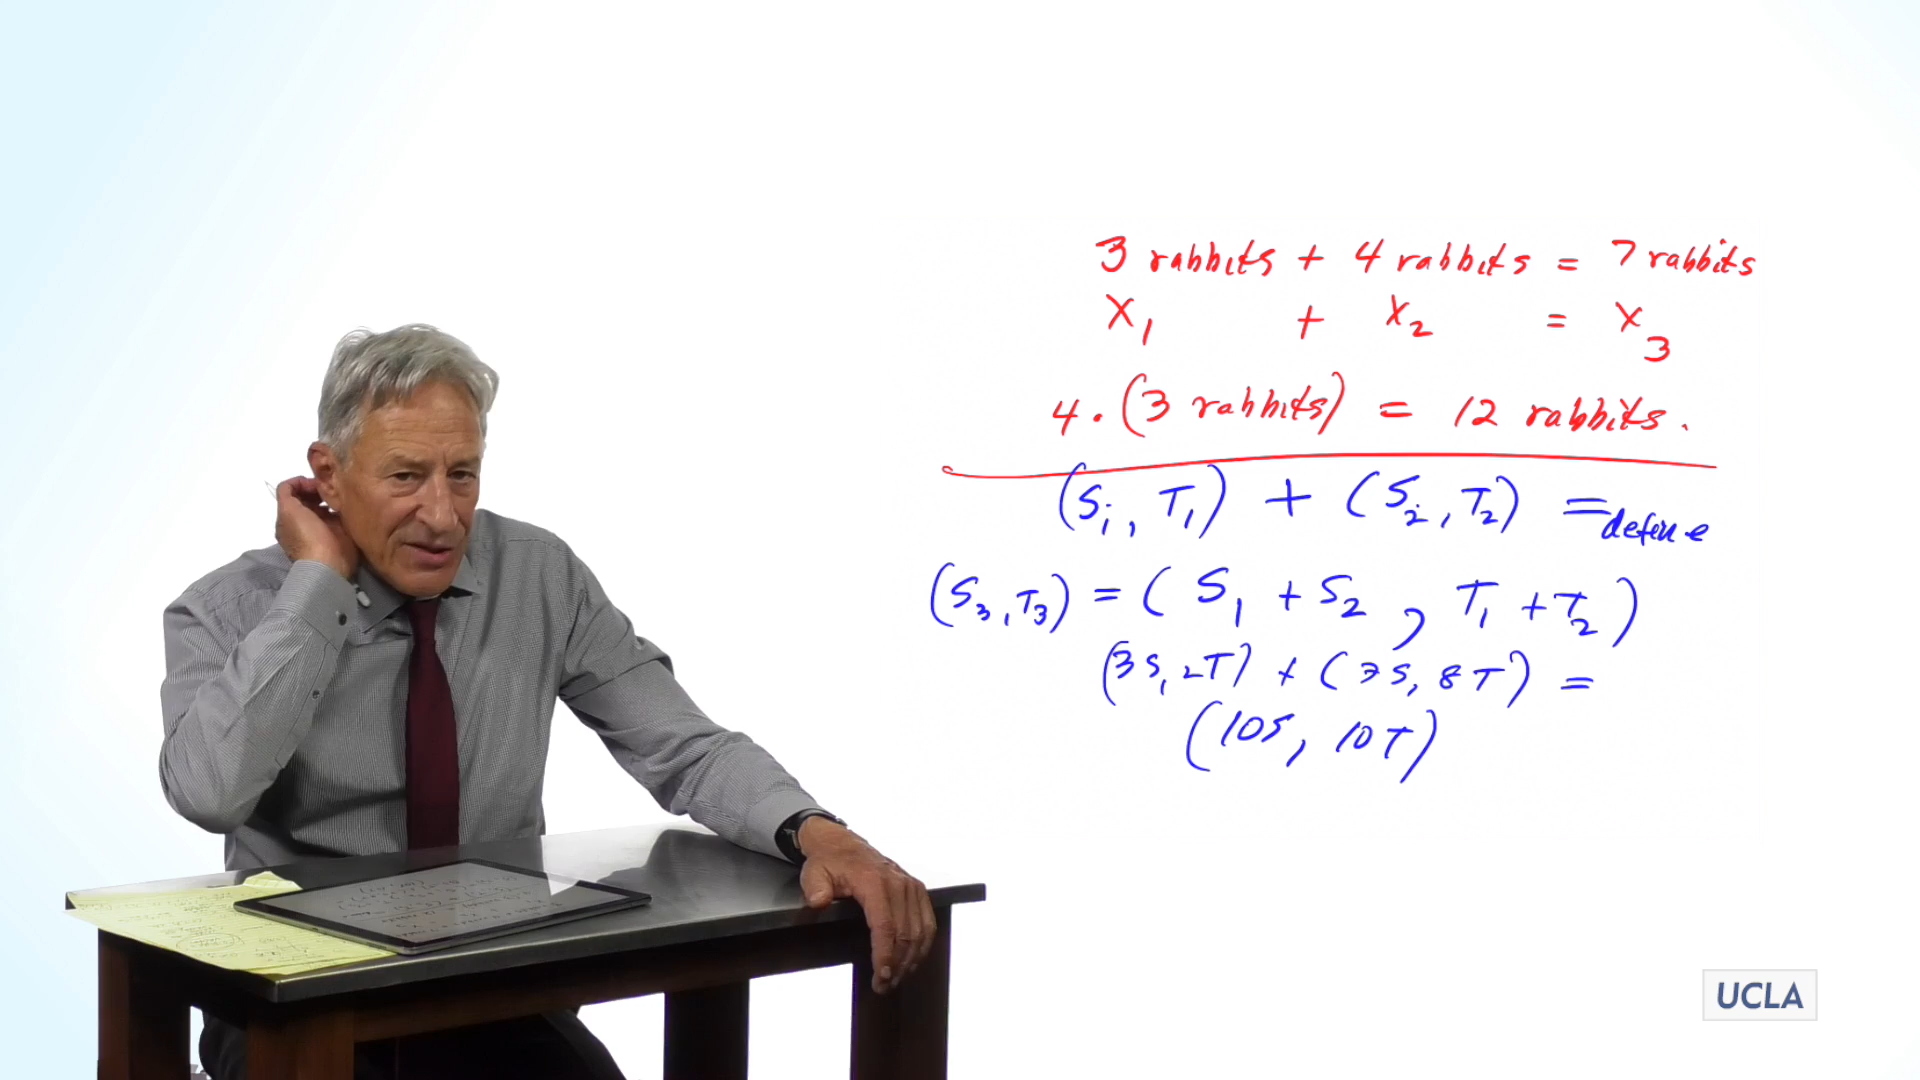 3 rabbits + 4 rabbits = 7 rabbits
X₁ + X₂ = X₃
4 · (3 rabbits) = 12 rabbits.
(S₁, T₁) + (S₂, T₂) =define
(S₃, T₃) = (S₁ + S₂, T₁ + T₂)
(3S, 2T) + (7S, 8T) =
(10S, 10T)
UCLA